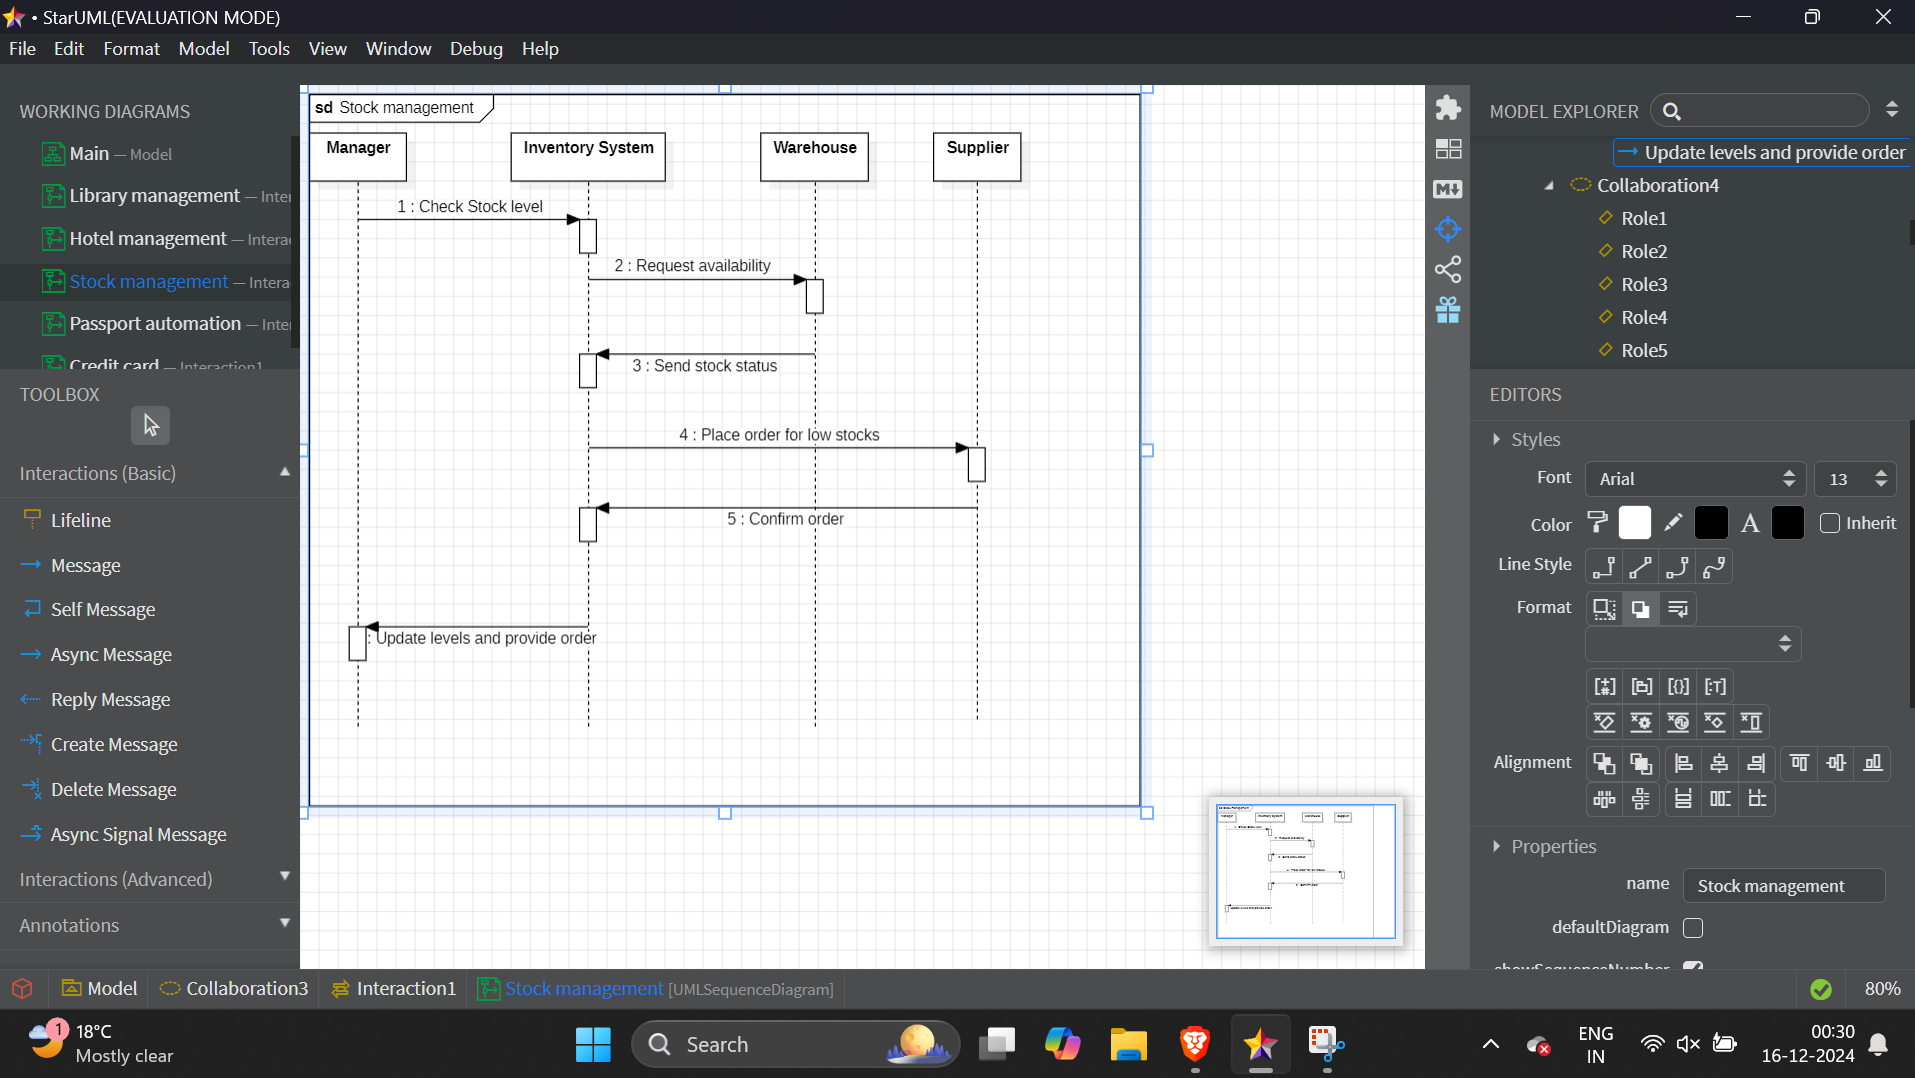 • StarUML(EVALUATION MODE)
File Edit Format Model Tools View Window Debug Help
WORKING DIAGRAMS
Main — Model
Library management — Inter
Hotel management — Intera
Stock management — Intera
Passport automation — Inte
Credit card — Interaction1
TOOLBOX
Interactions (Basic)
Lifeline
Message
Self Message
Async Message
Reply Message
Create Message
Delete Message
Async Signal Message
Interactions (Advanced)
Annotations
sd Stock management
Manager Inventory System Warehouse Supplier
1 : Check Stock level
2 : Request availability
3 : Send stock status
4 : Place order for low stocks
5 : Confirm order
: Update levels and provide order
MODEL EXPLORER
Update levels and provide order
Collaboration4
Role1
Role2
Role3
Role4
Role5
EDITORS
Styles
Font Arial 13
Color A Inherit
Line Style
Format
Alignment
Properties
name Stock management
defaultDiagram
showSequenceNumber
Model Collaboration3 Interaction1 Stock management [UMLSequenceDiagram] 80%
1
18°C
Mostly clear
Search
ENG
IN
00:30
16-12-2024